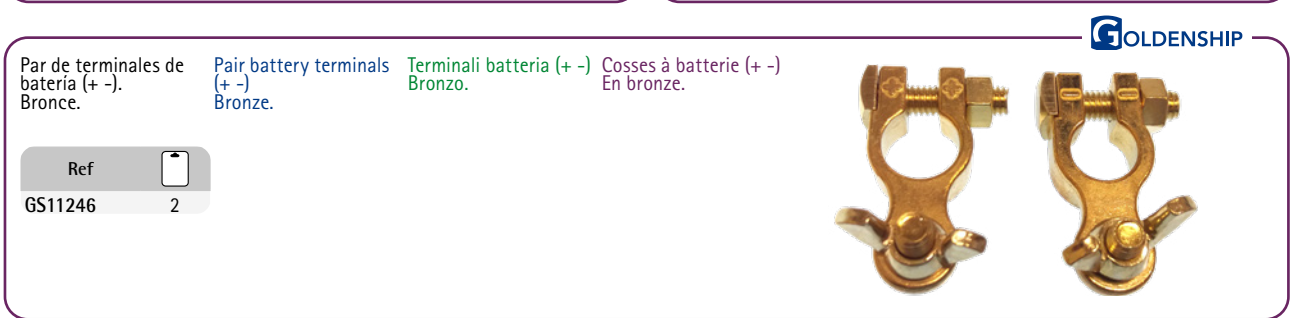 GOLDENSHIP
Par de terminales de
batería (+ -).
Bronce.
Pair battery terminals
(+ -)
Bronze.
Terminali batteria (+ -)
Bronzo.
Cosses à batterie (+ -)
En bronze.
Ref
GS11246 2